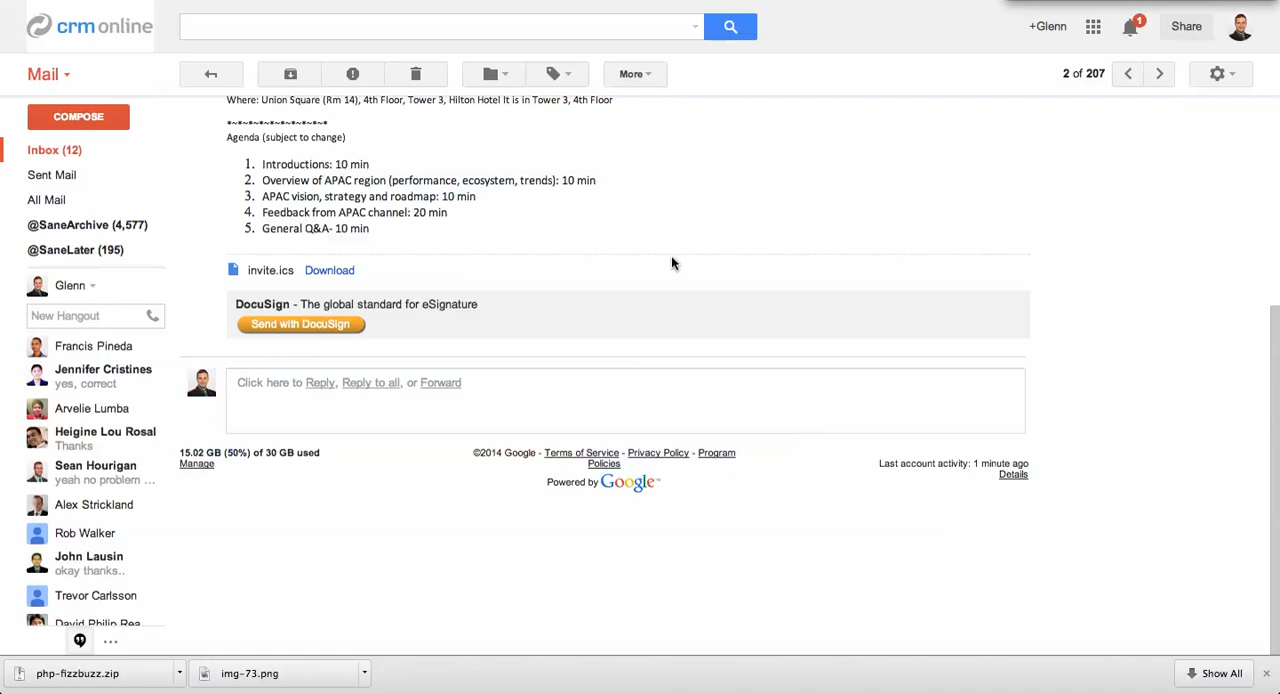 crm online
+Glenn
1
Share
Mail
More
2 of 207
COMPOSE
Inbox (12)
Sent Mail
All Mail
@SaneArchive (4,577)
@SaneLater (195)
Glenn
New Hangout
Francis Pineda
Jennifer Cristines
yes, correct
Arvelie Lumba
Heigine Lou Rosal
Thanks
Sean Hourigan
yeah no problem ...
Alex Strickland
Rob Walker
John Lausin
okay thanks..
Trevor Carlsson
David Philip Rea
Where: Union Square (Rm 14), 4th Floor, Tower 3, Hilton Hotel It is in Tower 3, 4th Floor
*~*~*~*~*~*~*~*~*~*
Agenda (subject to change)
1. Introductions: 10 min
2. Overview of APAC region (performance, ecosystem, trends): 10 min
3. APAC vision, strategy and roadmap: 10 min
4. Feedback from APAC channel: 20 min
5. General Q&A- 10 min
invite.ics Download
DocuSign - The global standard for eSignature
Send with DocuSign
Click here to Reply, Reply to all, or Forward
15.02 GB (50%) of 30 GB used
Manage
©2014 Google - Terms of Service - Privacy Policy - Program
Policies
Powered by Google™
Last account activity: 1 minute ago
Details
php-fizzbuzz.zip
img-73.png
Show All